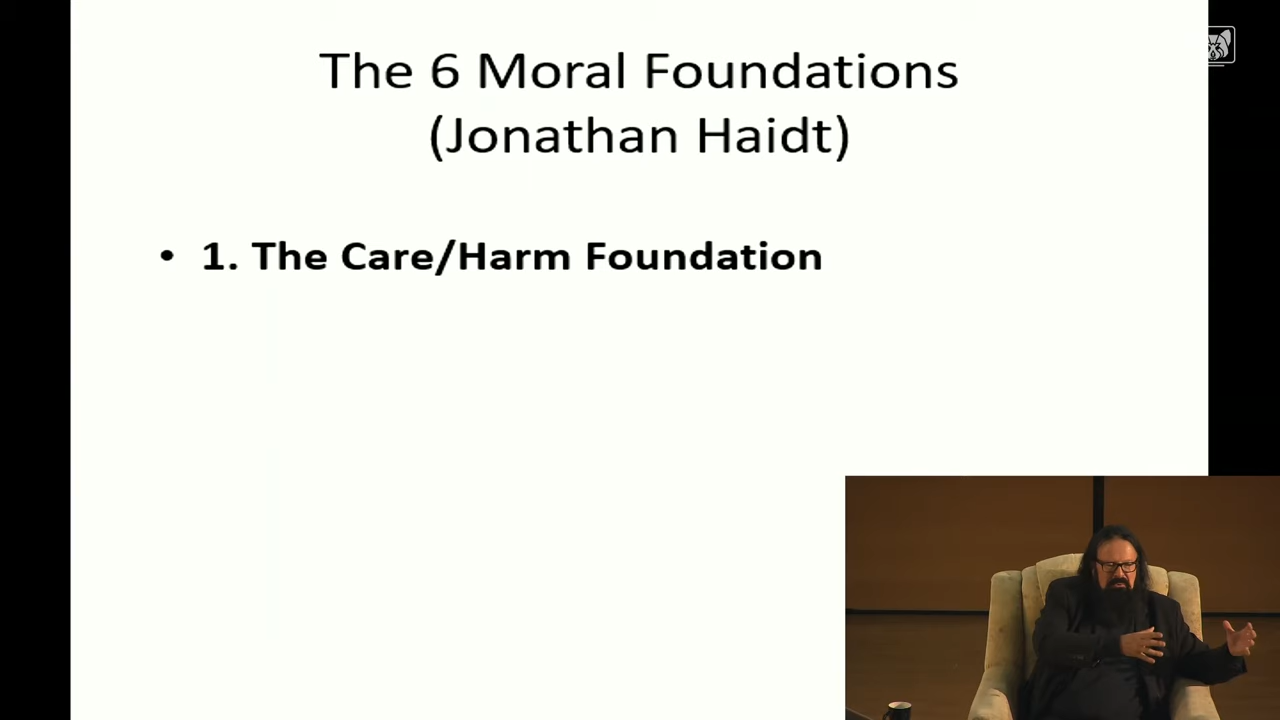 The 6 Moral Foundations
(Jonathan Haidt)
• 1. The Care/Harm Foundation